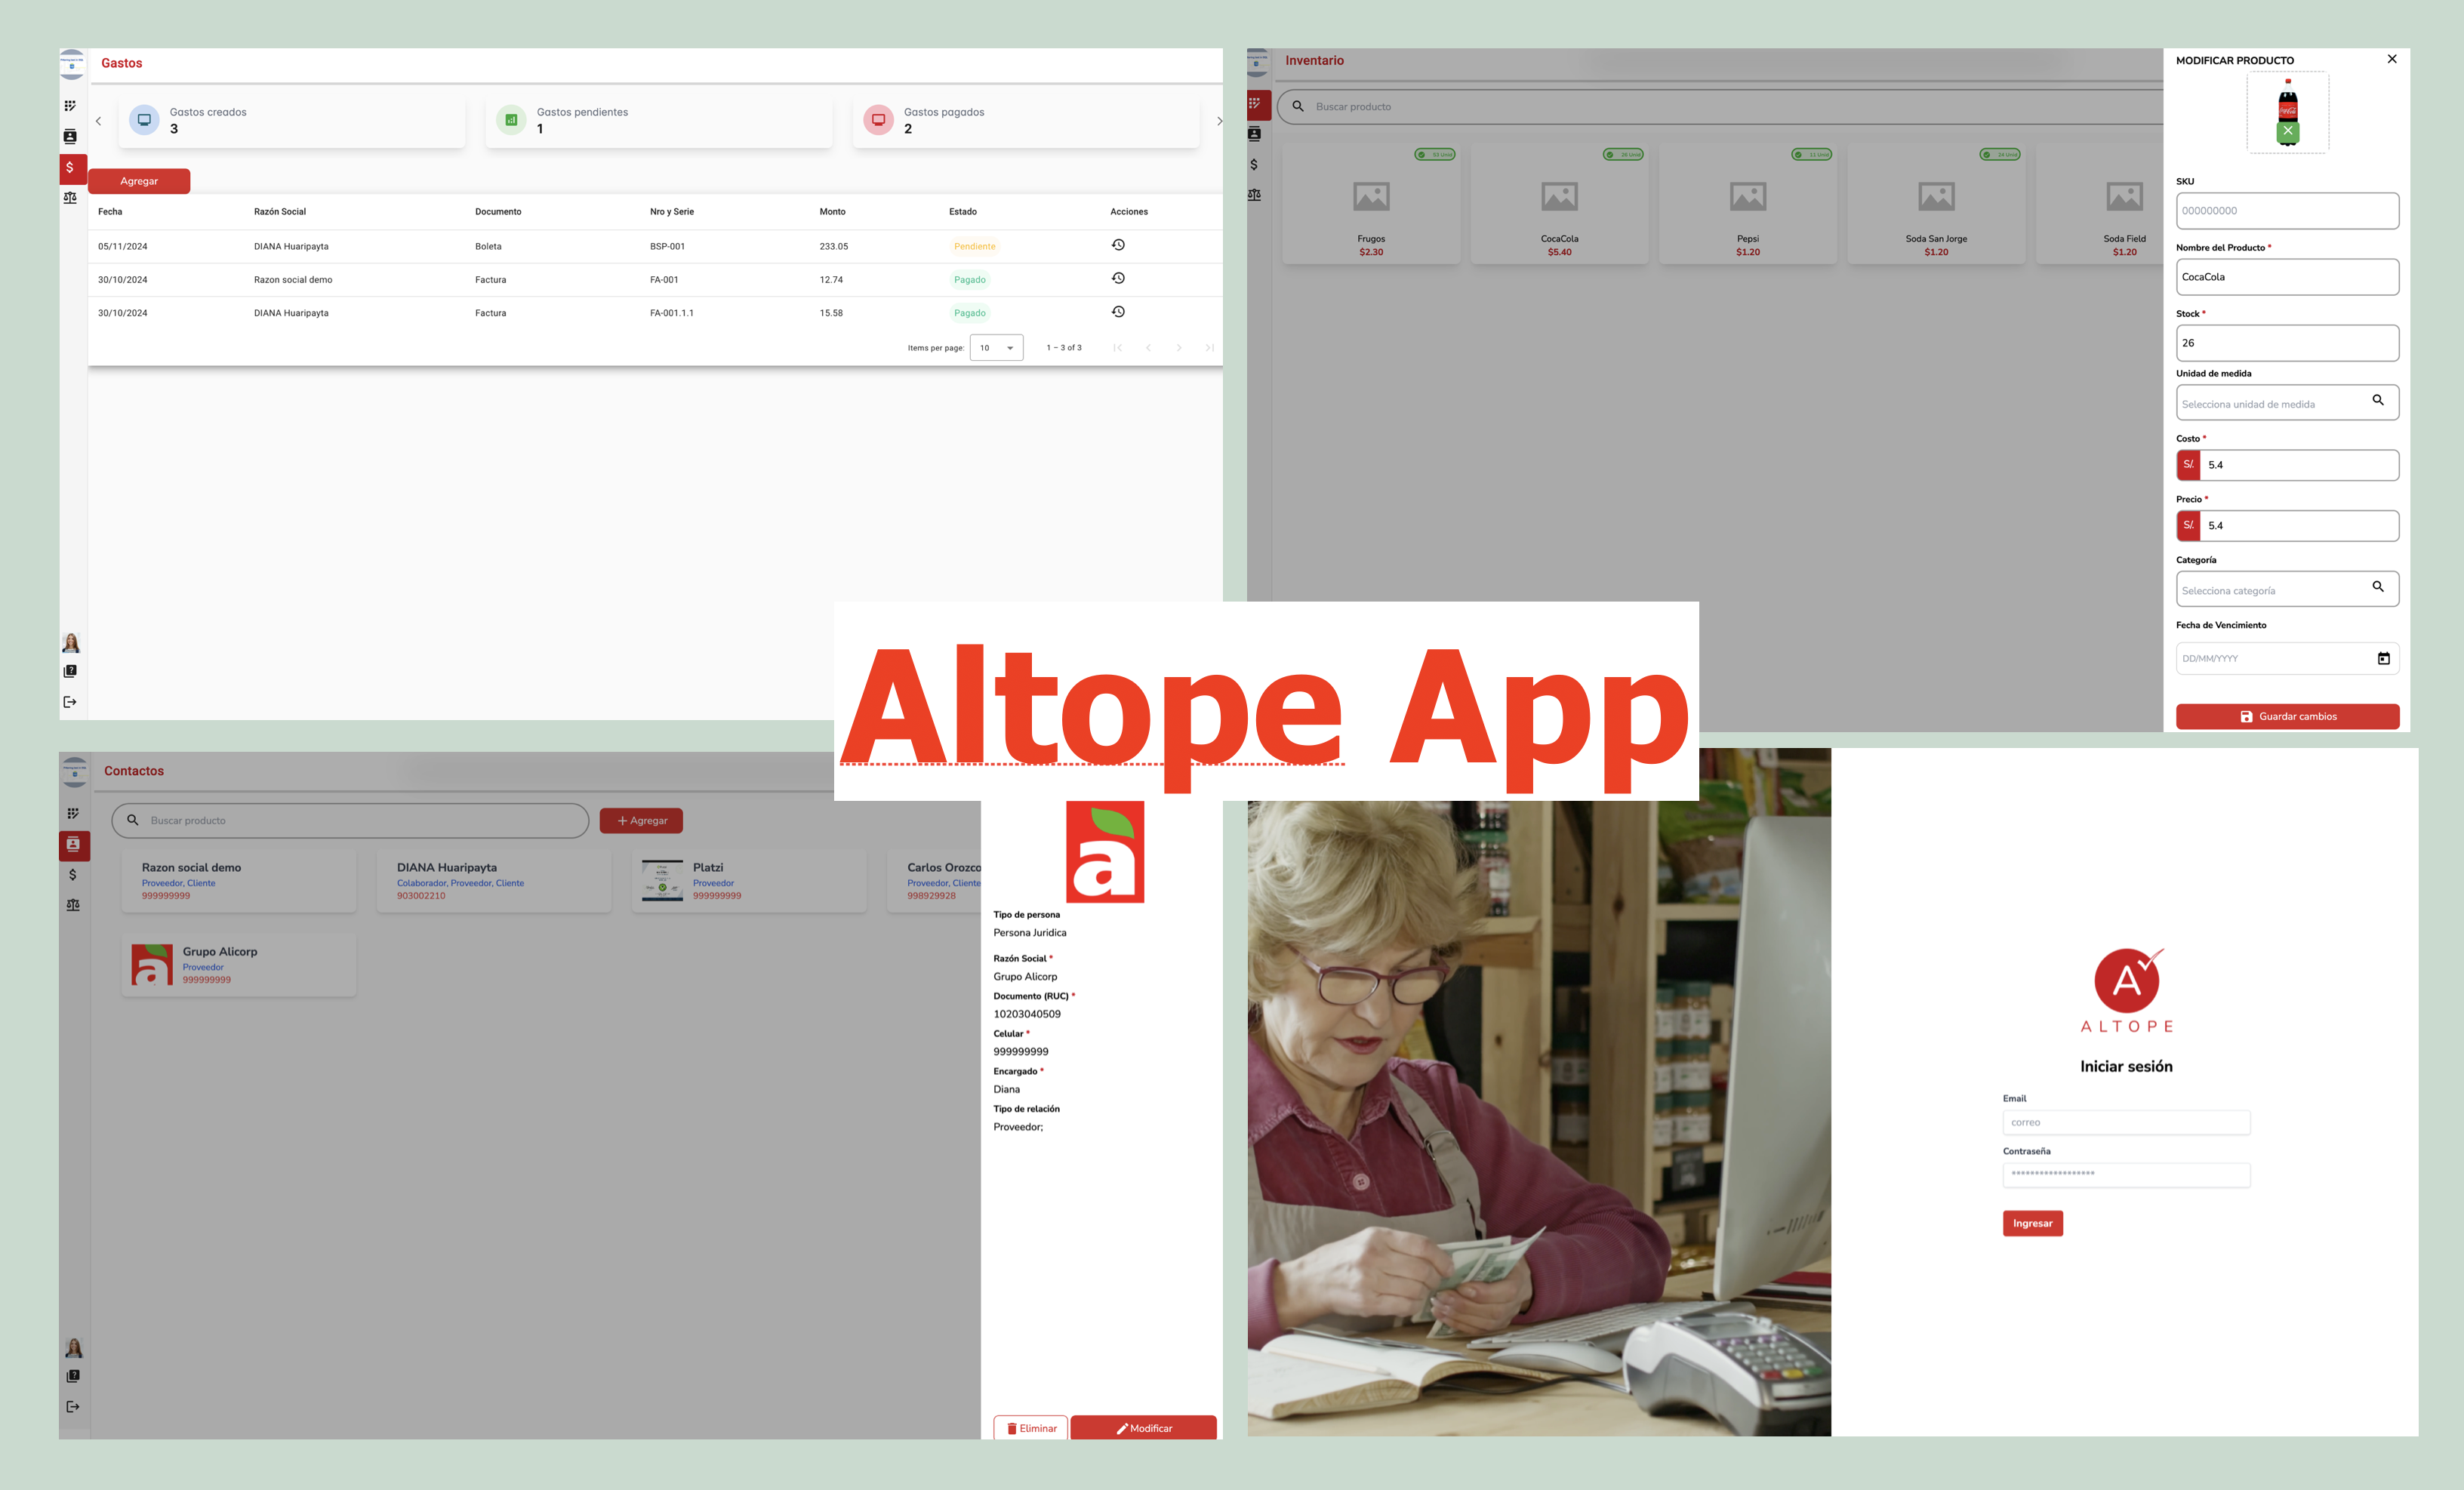 Gastos
Gastos creados
3
Gastos pendientes
1
Gastos pagados
2
Agregar
Fecha Razón Social Documento Nro y Serie Monto Estado Acciones
05/11/2024 DIANA Huaripayta Boleta BSP-001 233.05 Pendiente
30/10/2024 Razon social demo Factura FA-001 12.74 Pagado
30/10/2024 DIANA Huaripayta Factura FA-001.1.1 15.58 Pagado
Items per page: 10 1 – 3 of 3
Inventario
Buscar producto
Frugos
$2.30
CocaCola
$5.40
Pepsi
$1.20
Soda San Jorge
$1.20
Soda Field
$1.20
MODIFICAR PRODUCTO
SKU
000000000
Nombre del Producto *
CocaCola
Stock *
26
Unidad de medida
Selecciona unidad de medida
Costo *
S/. 5.4
Precio *
S/. 5.4
Categoría
Selecciona categoría
Fecha de Vencimiento
DD/MM/YYYY
Guardar cambios
Altope App
Contactos
Buscar producto
+ Agregar
Razon social demo
Proveedor, Cliente
999999999
DIANA Huaripayta
Colaborador, Proveedor, Cliente
903002210
Platzi
Proveedor
999999999
Carlos Orozco
Proveedor, Cliente
998929928
Grupo Alicorp
Proveedor
999999999
a
Tipo de persona
Persona Juridica
Razón Social *
Grupo Alicorp
Documento (RUC) *
10203040509
Celular *
999999999
Encargado *
Diana
Tipo de relación
Proveedor;
Eliminar
Modificar
A
ALTOPE
Iniciar sesión
Email
correo
Contraseña
******************
Ingresar